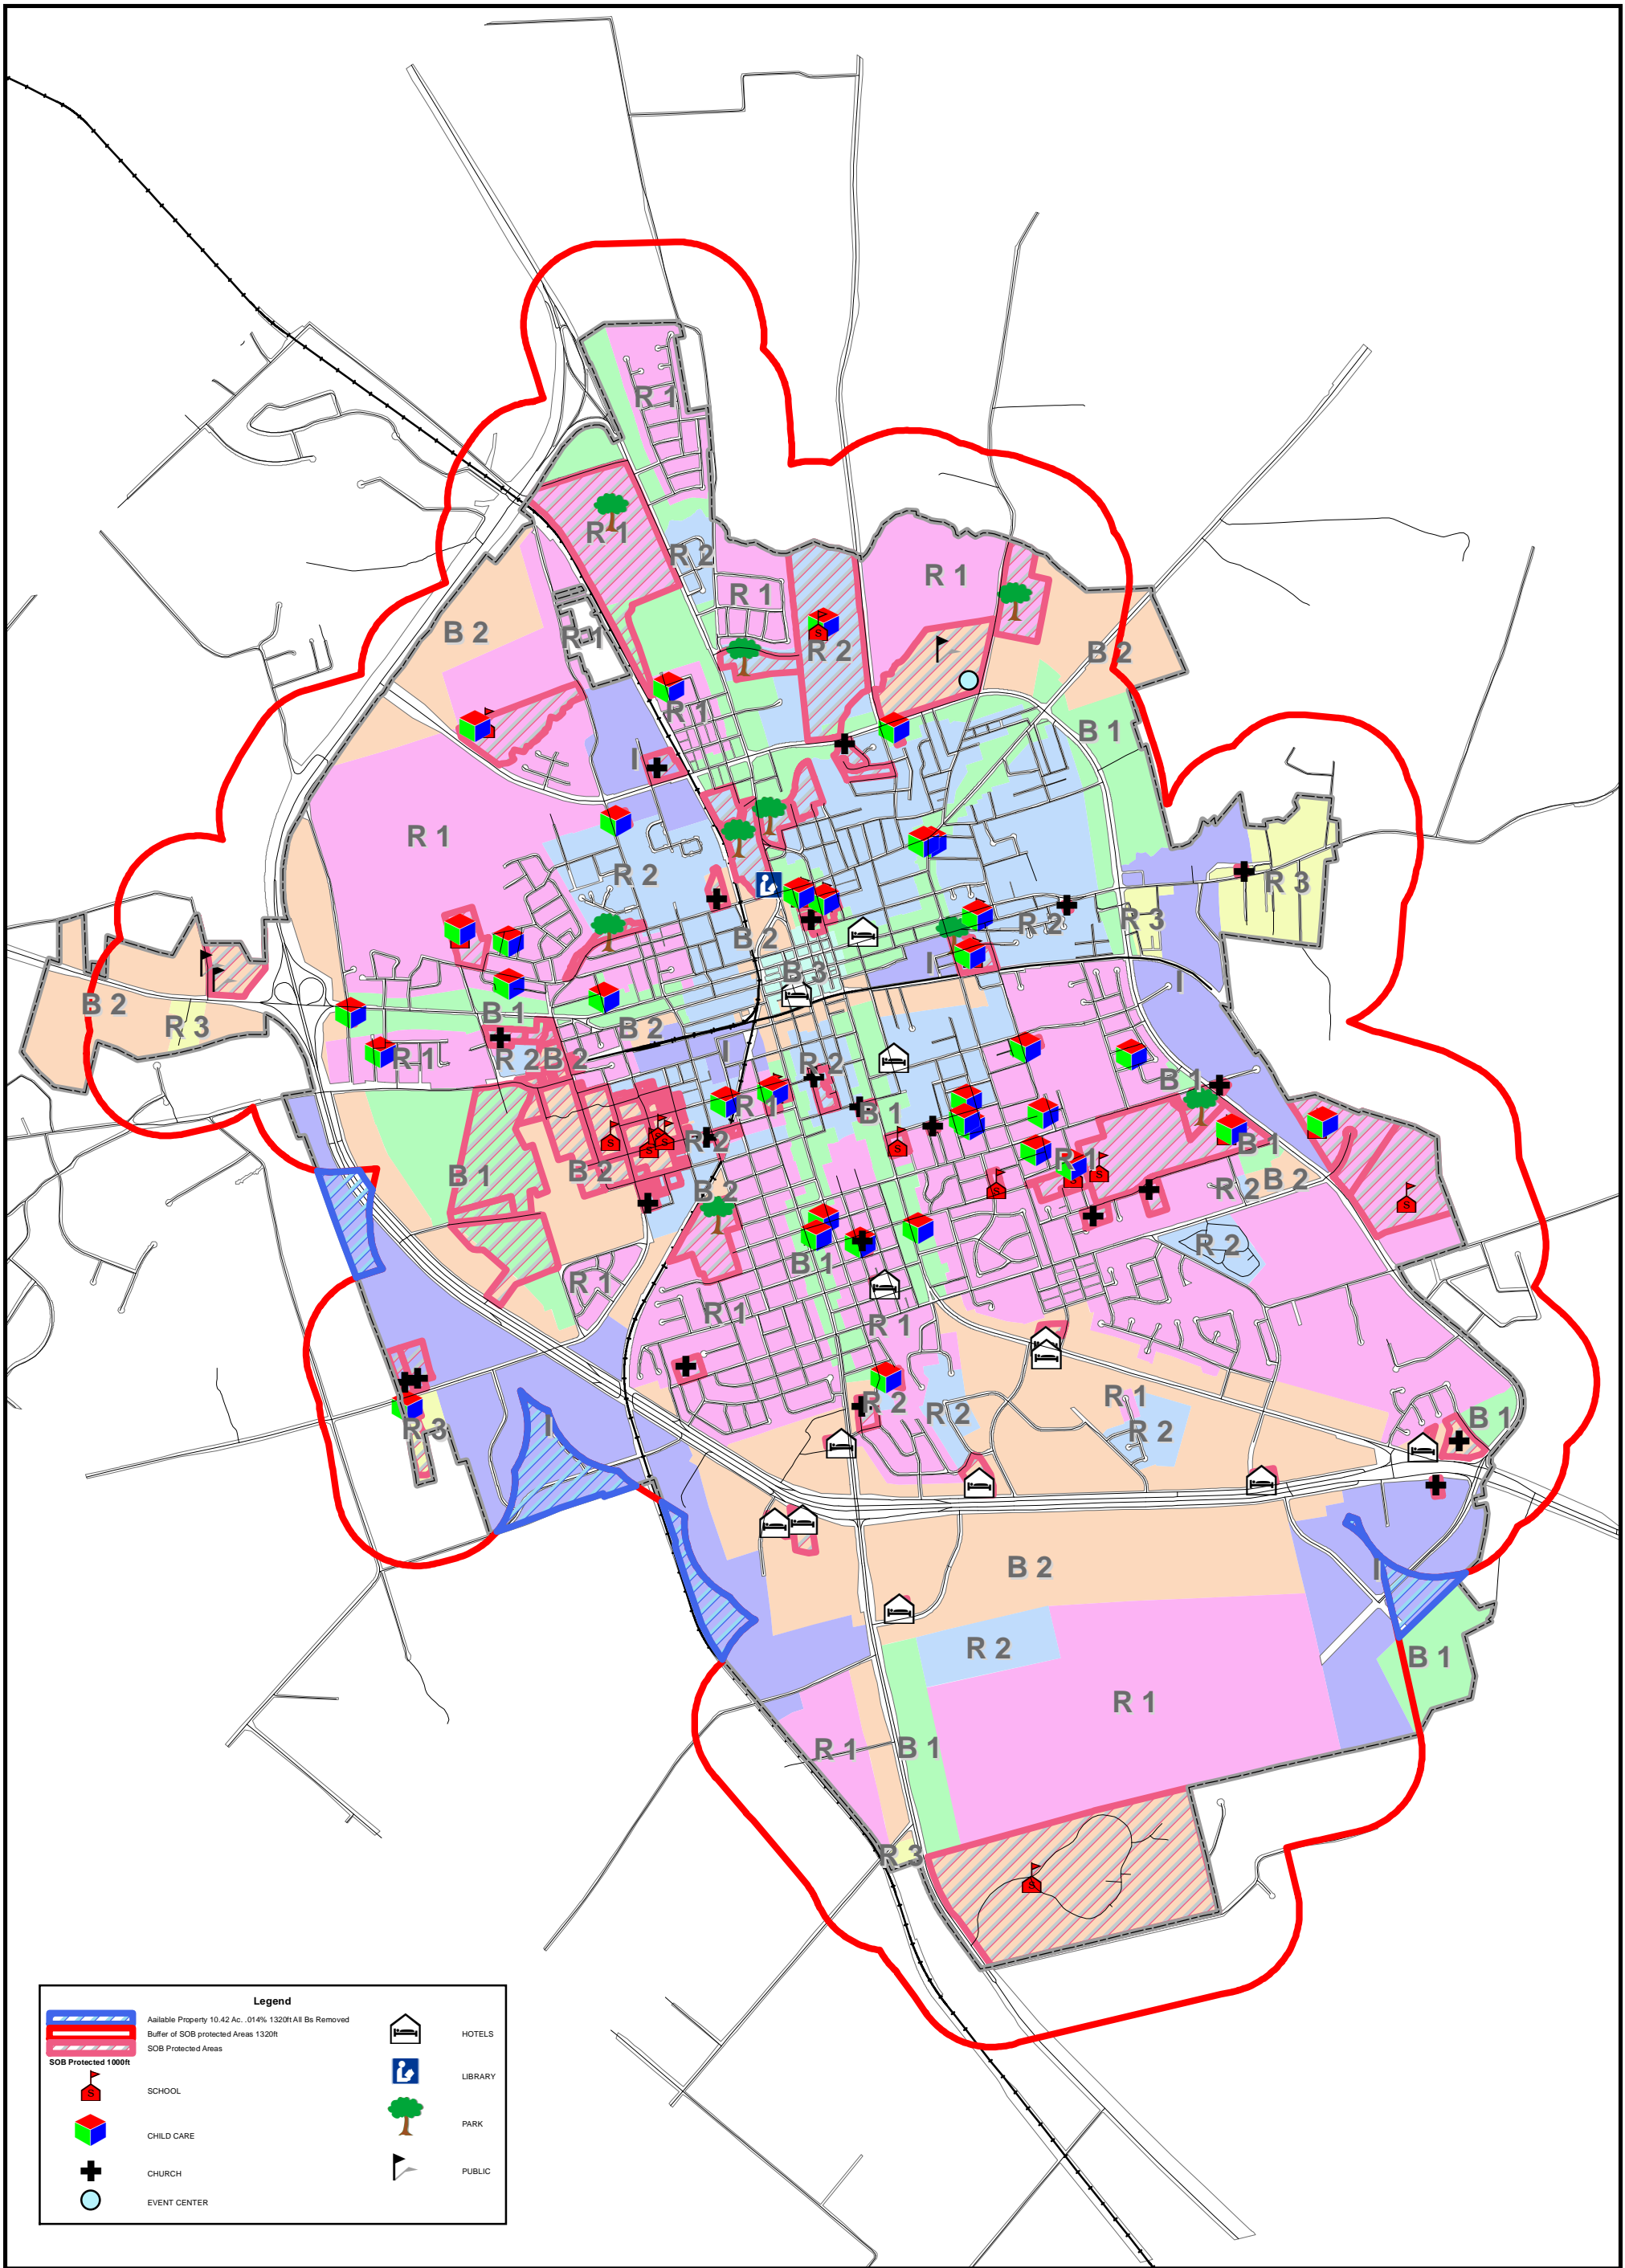 R 1
R 1
R 2
R 1
R 1
B 2
R 1
R 2
B 2
R 1
B 1
I
R 1
R 2
R 3
B 2
R 2
R 3
I
B 3
I
B 2
B 1
R 3
B 2
R 1
R 2
B 2
I
R 2
B 1
R 1
B 1
R 2
B 1
R 1
B 1
B 2
B 2
R 2
B 2
R 2
B 1
R 1
R 1
R 1
R 1
R 2
R 2
R 3
I
B 1
R 2
B 2
I
R 2
B 1
R 1
R 1
B 1
R 3
Legend
Aailable Property 10.42 Ac. .014% 1320ft All Bs Removed
Buffer of SOB protected Areas 1320ft
SOB Protected Areas
SOB Protected 1000ft
S
SCHOOL
CHILD CARE
CHURCH
EVENT CENTER
HOTELS
LIBRARY
PARK
PUBLIC